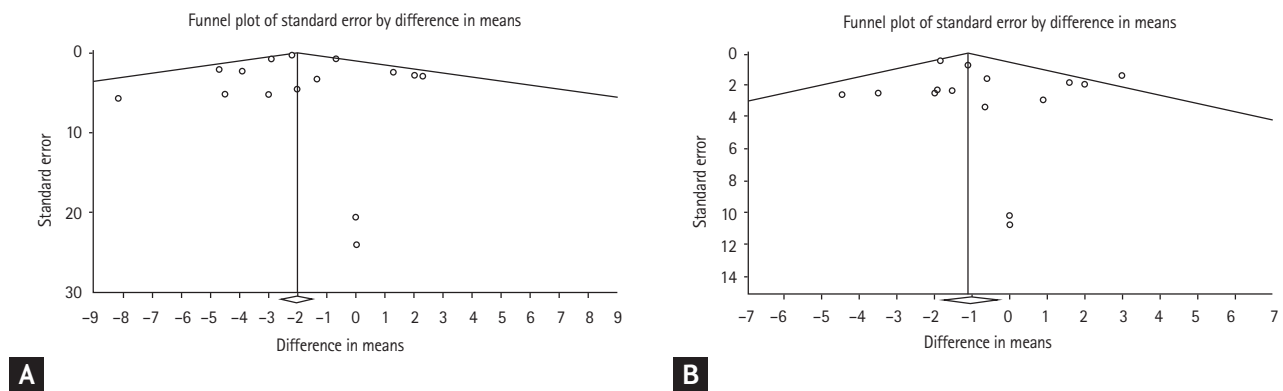 Funnel plot of standard error by difference in means
0
10
20
30
Standard error
−9 −8 −7 −6 −5 −4 −3 −2 −1 0 1 2 3 4 5 6 7 8 9
Difference in means
A
Funnel plot of standard error by difference in means
0
2
4
6
8
10
12
14
Standard error
−7 −6 −5 −4 −3 −2 −1 0 1 2 3 4 5 6 7
Difference in means
B